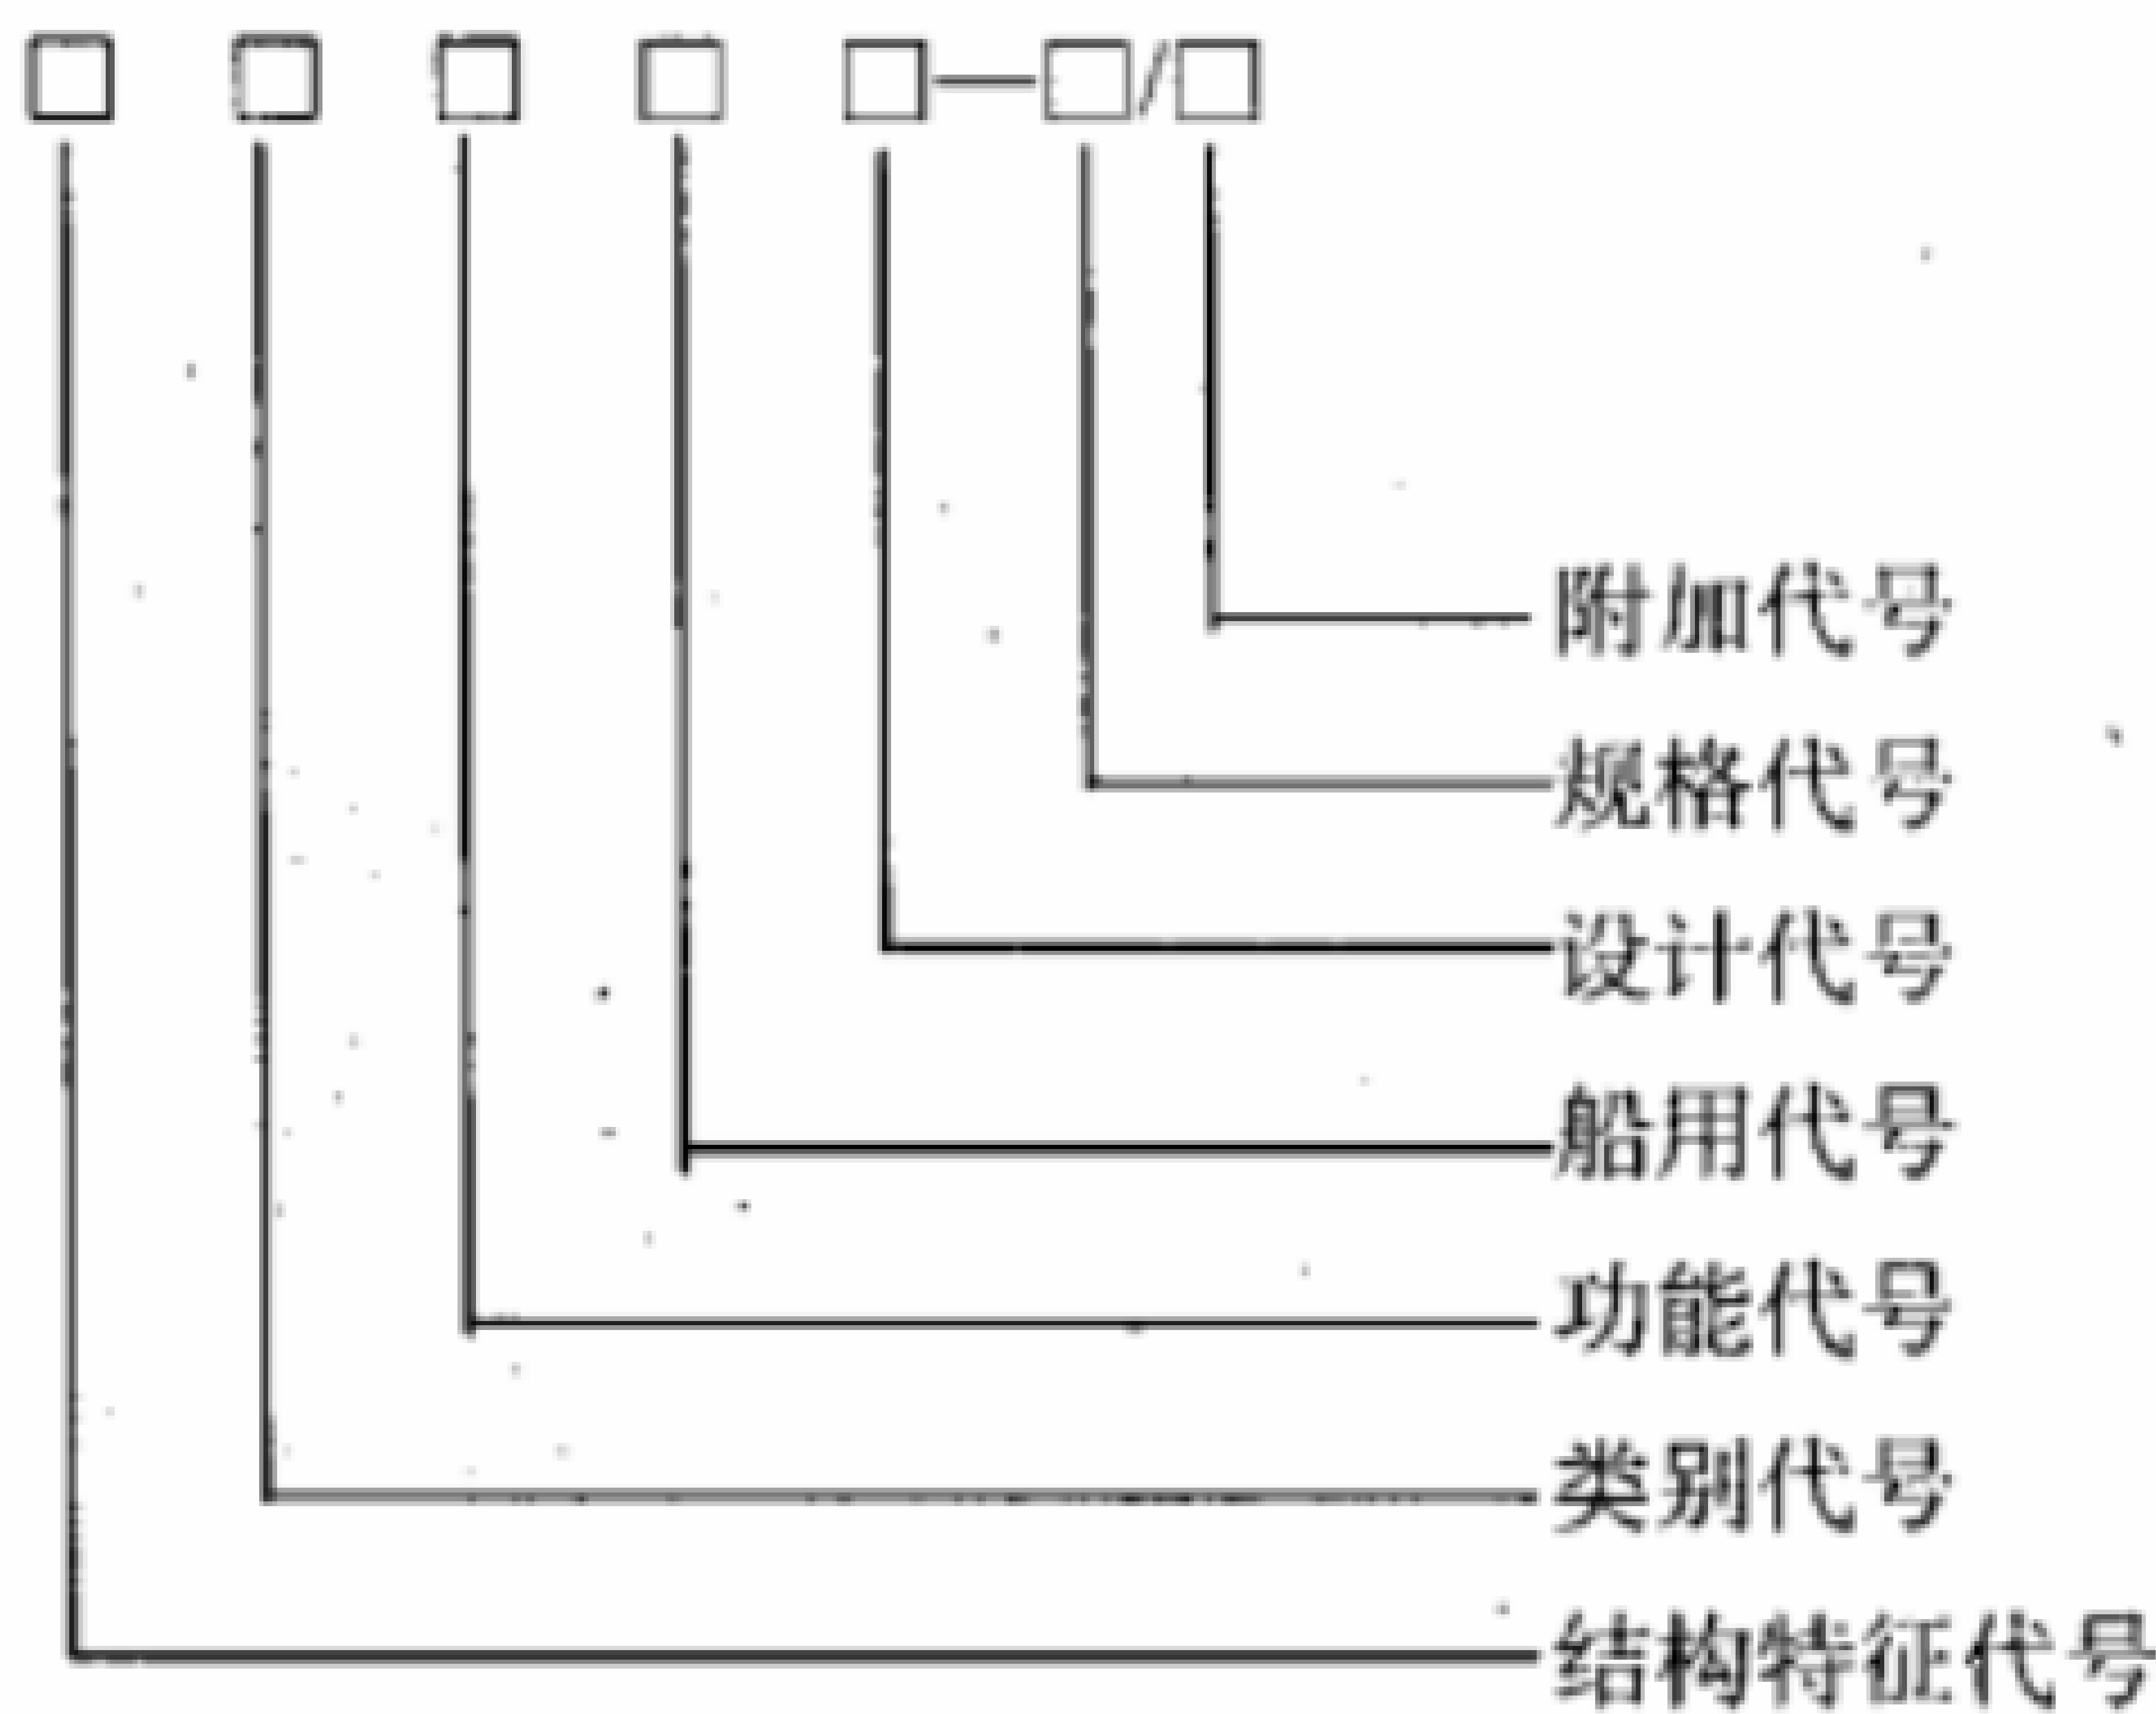 □ □ □ □ □—□/□
附加代号
规格代号
设计代号
船用代号
功能代号
类别代号
结构特征代号